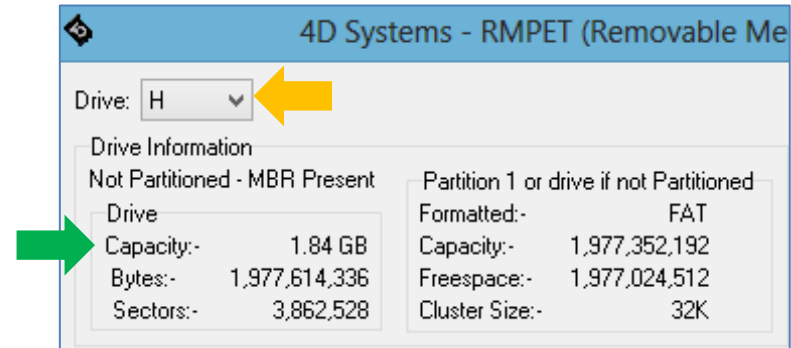 4D Systems - RMPET (Removable Me
Drive: H
Drive Information
Not Partitioned - MBR Present
Drive
Capacity:- 1.84 GB
Bytes:- 1,977,614,336
Sectors:- 3,862,528
Partition 1 or drive if not Partitioned
Formatted:- FAT
Capacity:- 1,977,352,192
Freespace:- 1,977,024,512
Cluster Size:- 32K